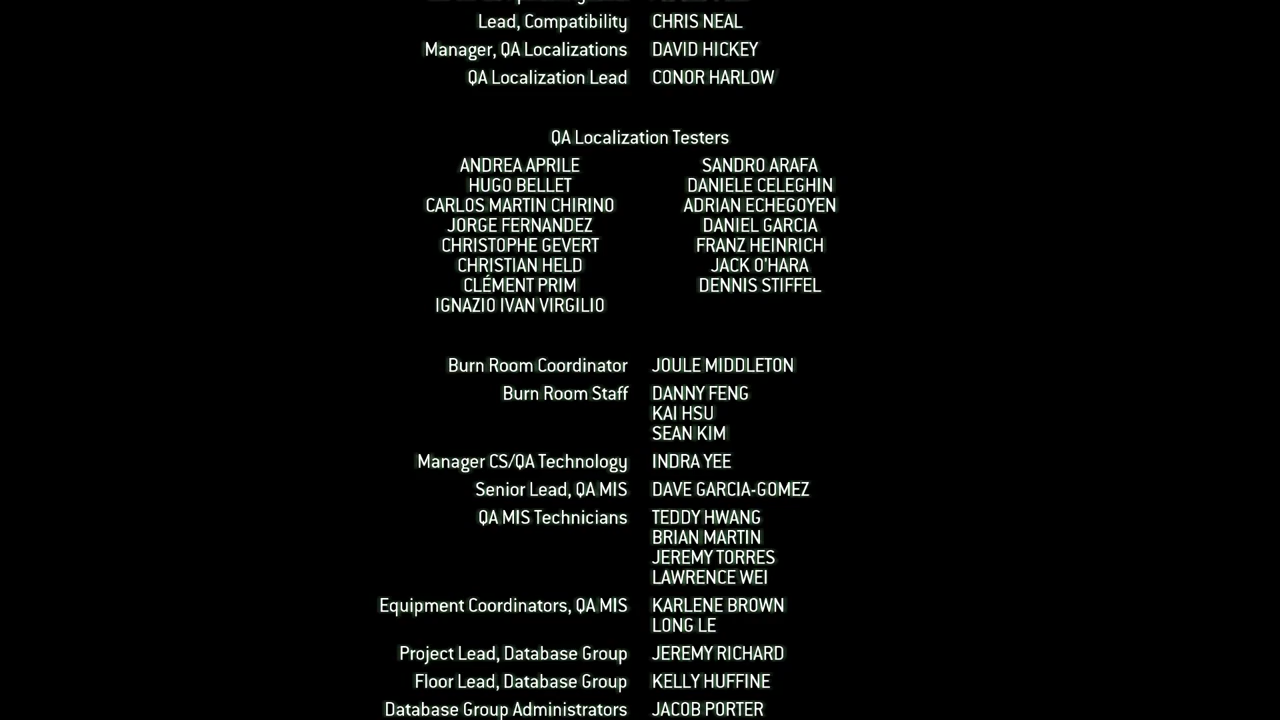 Lead, Compatibility CHRIS NEAL
Manager, QA Localizations DAVID HICKEY
QA Localization Lead CONOR HARLOW
QA Localization Testers
ANDREA APRILE SANDRO ARAFA
HUGO BELLET DANIELE CELEGHIN
CARLOS MARTIN CHIRINO ADRIAN ECHEGOYEN
JORGE FERNANDEZ DANIEL GARCIA
CHRISTOPHE GEVERT FRANZ HEINRICH
CHRISTIAN HELD JACK O'HARA
CLÉMENT PRIM DENNIS STIFFEL
IGNAZIO IVAN VIRGILIO
Burn Room Coordinator JOULE MIDDLETON
Burn Room Staff DANNY FENG
KAI HSU
SEAN KIM
Manager CS/QA Technology INDRA YEE
Senior Lead, QA MIS DAVE GARCIA-GOMEZ
QA MIS Technicians TEDDY HWANG
BRIAN MARTIN
JEREMY TORRES
LAWRENCE WEI
Equipment Coordinators, QA MIS KARLENE BROWN
LONG LE
Project Lead, Database Group JEREMY RICHARD
Floor Lead, Database Group KELLY HUFFINE
Database Group Administrators JACOB PORTER